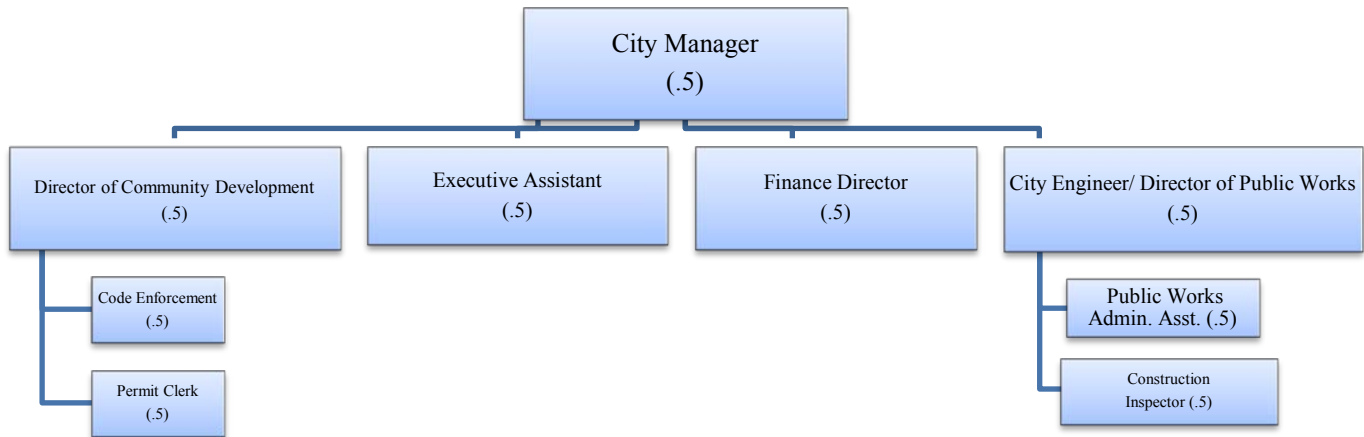 City Manager
(.5)
Director of Community Development
(.5)
Executive Assistant
(.5)
Finance Director
(.5)
City Engineer/ Director of Public Works
(.5)
Code Enforcement
(.5)
Permit Clerk
(.5)
Public Works
Admin. Asst. (.5)
Construction
Inspector (.5)